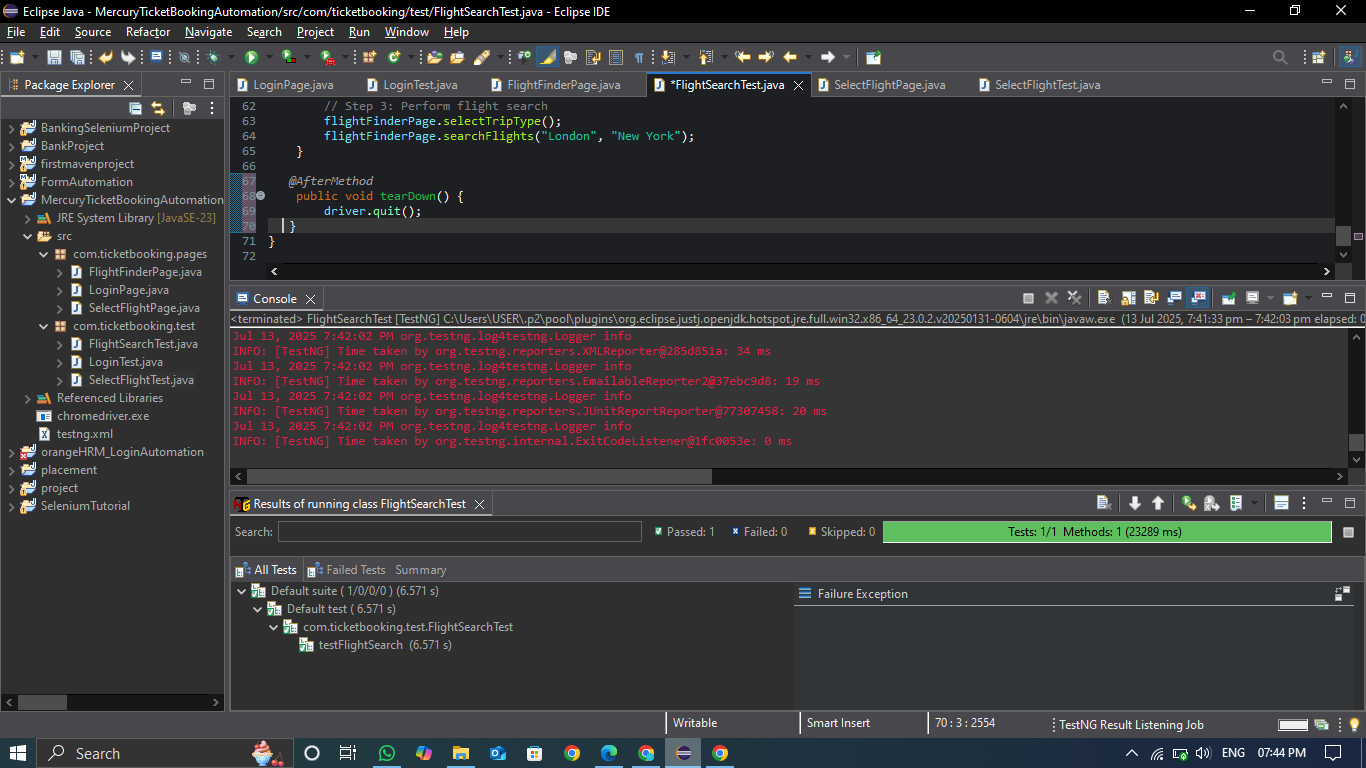 Eclipse Java - MercuryTicketBookingAutomation/src/com/ticketbooking/test/FlightSearchTest.java - Eclipse IDE
File Edit Source Refactor Navigate Search Project Run Window Help
Package Explorer
BankingSeleniumProject
BankProject
firstmavenproject
FormAutomation
MercuryTicketBookingAutomation
JRE System Library [JavaSE-23]
src
com.ticketbooking.pages
FlightFinderPage.java
LoginPage.java
SelectFlightPage.java
com.ticketbooking.test
FlightSearchTest.java
LoginTest.java
SelectFlightTest.java
Referenced Libraries
chromedriver.exe
testng.xml
orangeHRM_LoginAutomation
placement
project
SeleniumTutorial
LoginPage.java LoginTest.java FlightFinderPage.java *FlightSearchTest.java SelectFlightPage.java SelectFlightTest.java
62 // Step 3: Perform flight search
63 flightFinderPage.selectTripType();
64 flightFinderPage.searchFlights("London", "New York");
65 }
66
67 @AfterMethod
68 public void tearDown() {
69 driver.quit();
70 }
71 }
72
Console
<terminated> FlightSearchTest [TestNG] C:\Users\USER\.p2\pool\plugins\org.eclipse.justj.openjdk.hotspot.jre.full.win32.x86_64_23.0.2.v20250131-0604\jre\bin\javaw.exe (13 Jul 2025, 7:41:33 pm – 7:42:03 pm elapsed: 0
Jul 13, 2025 7:42:02 PM org.testng.log4testng.Logger info
INFO: [TestNG] Time taken by org.testng.reporters.XMLReporter@285d851a: 34 ms
Jul 13, 2025 7:42:02 PM org.testng.log4testng.Logger info
INFO: [TestNG] Time taken by org.testng.reporters.EmailableReporter2@37ebc9d8: 19 ms
Jul 13, 2025 7:42:02 PM org.testng.log4testng.Logger info
INFO: [TestNG] Time taken by org.testng.reporters.JUnitReportReporter@77307458: 20 ms
Jul 13, 2025 7:42:02 PM org.testng.log4testng.Logger info
INFO: [TestNG] Time taken by org.testng.internal.ExitCodeListener@1fc0053e: 0 ms
Results of running class FlightSearchTest
Search: Passed: 1 Failed: 0 Skipped: 0 Tests: 1/1 Methods: 1 (23289 ms)
All Tests Failed Tests Summary
Default suite ( 1/0/0/0 ) (6.571 s)
Default test ( 6.571 s)
com.ticketbooking.test.FlightSearchTest
testFlightSearch (6.571 s)
Failure Exception
Writable Smart Insert 70 : 3 : 2554 TestNG Result Listening Job
Search
ENG 07:44 PM